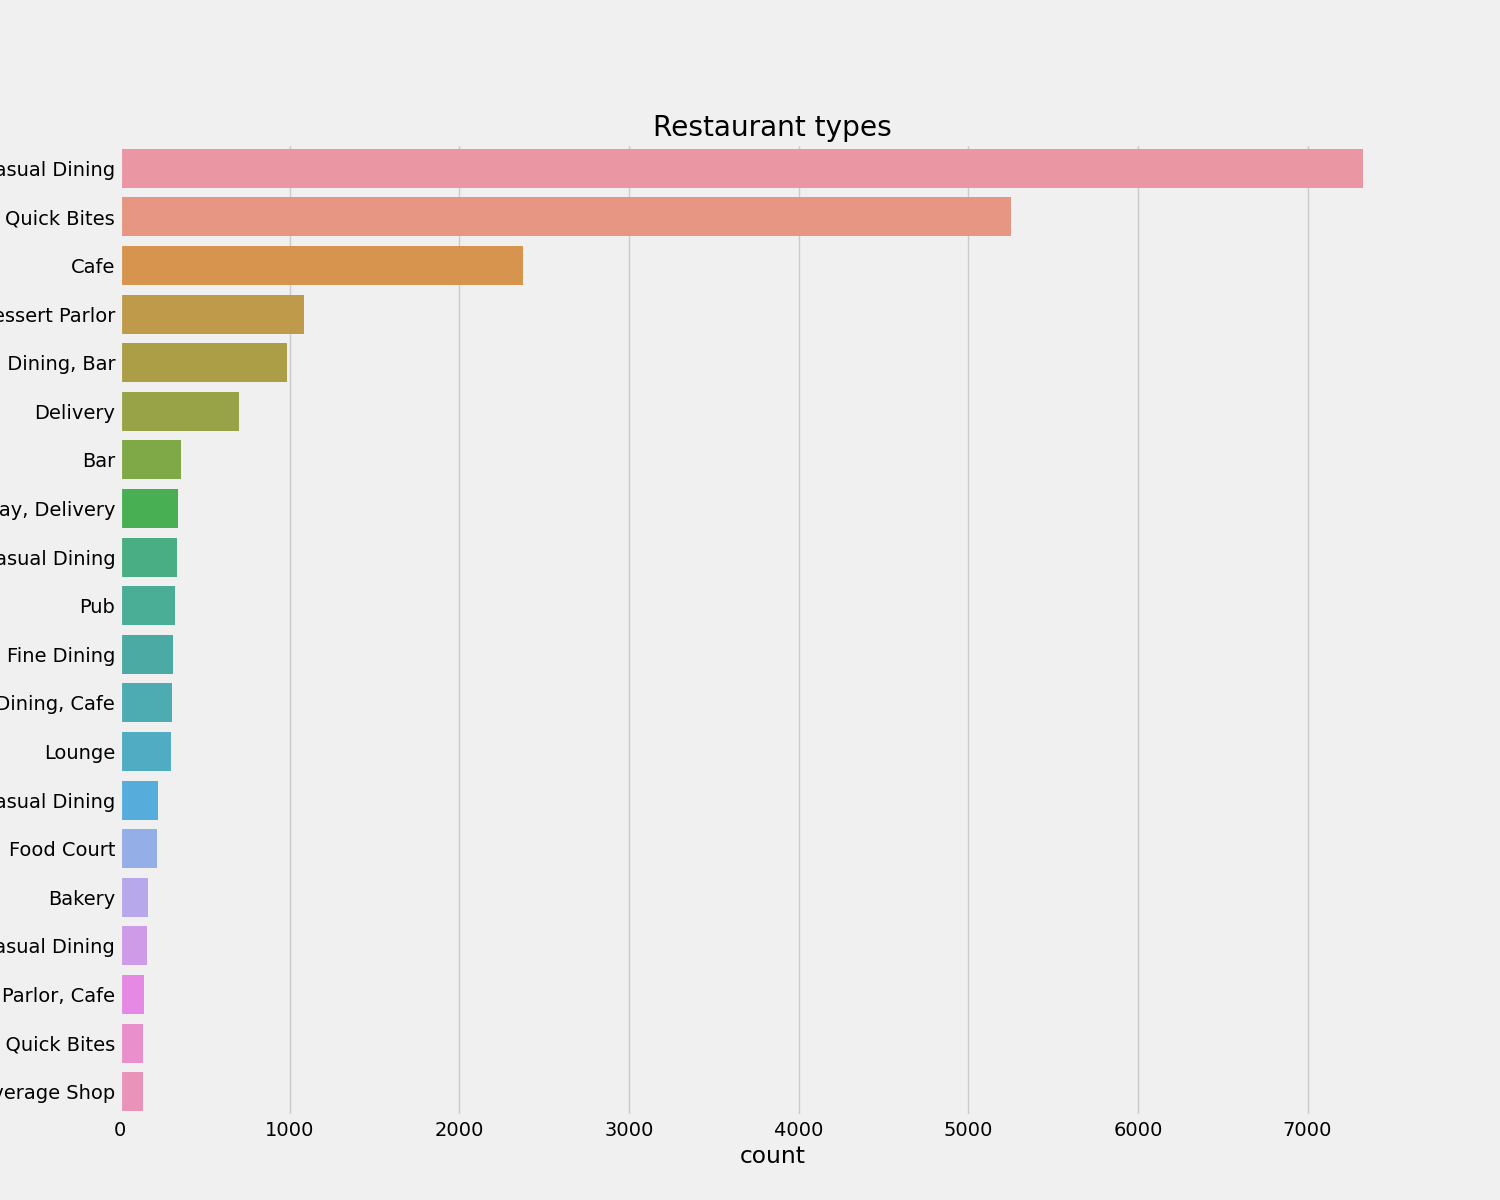 Restaurant types
asual Dining
Quick Bites
Cafe
essert Parlor
Dining, Bar
Delivery
Bar
ay, Delivery
asual Dining
Pub
Fine Dining
Dining, Cafe
Lounge
asual Dining
Food Court
Bakery
asual Dining
Parlor, Cafe
Quick Bites
verage Shop
0 1000 2000 3000 4000 5000 6000 7000
count